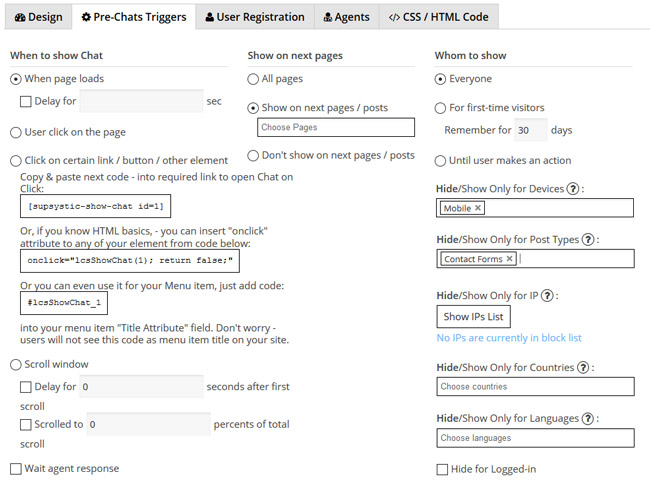 Design
Pre-Chats Triggers
User Registration
Agents
CSS / HTML Code
When to show Chat
When page loads
Delay for sec
User click on the page
Click on certain link / button / other element
Copy & paste next code - into required link to open Chat on
Click:
[supsystic-show-chat id=1]
Or, if you know HTML basics, - you can insert "onclick"
attribute to any of your element from code below:
onclick="lcsShowChat(1); return false;"
Or you can even use it for your Menu item, just add code:
#lcsShowChat_1
into your menu item "Title Attribute" field. Don't worry -
users will not see this code as menu item title on your site.
Scroll window
Delay for 0 seconds after first
scroll
Scrolled to 0 percents of total
scroll
Wait agent response
Show on next pages
All pages
Show on next pages / posts
Choose Pages
Don't show on next pages / posts
Whom to show
Everyone
For first-time visitors
Remember for 30 days
Until user makes an action
Hide/Show Only for Devices ? :
Mobile ×
Hide/Show Only for Post Types ? :
Contact Forms ×
Hide/Show Only for IP ? :
Show IPs List
No IPs are currently in block list
Hide/Show Only for Countries ? :
Choose countries
Hide/Show Only for Languages ? :
Choose languages
Hide for Logged-in